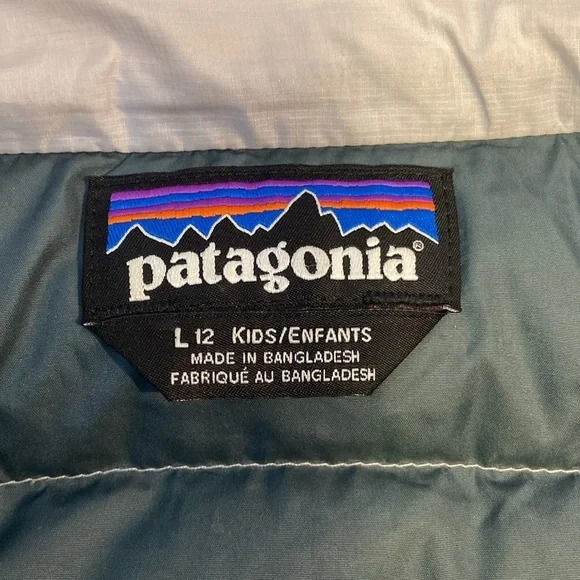 patagonia®
L 12 KIDS/ENFANTS
MADE IN BANGLADESH
FABRIQUÉ AU BANGLADESH